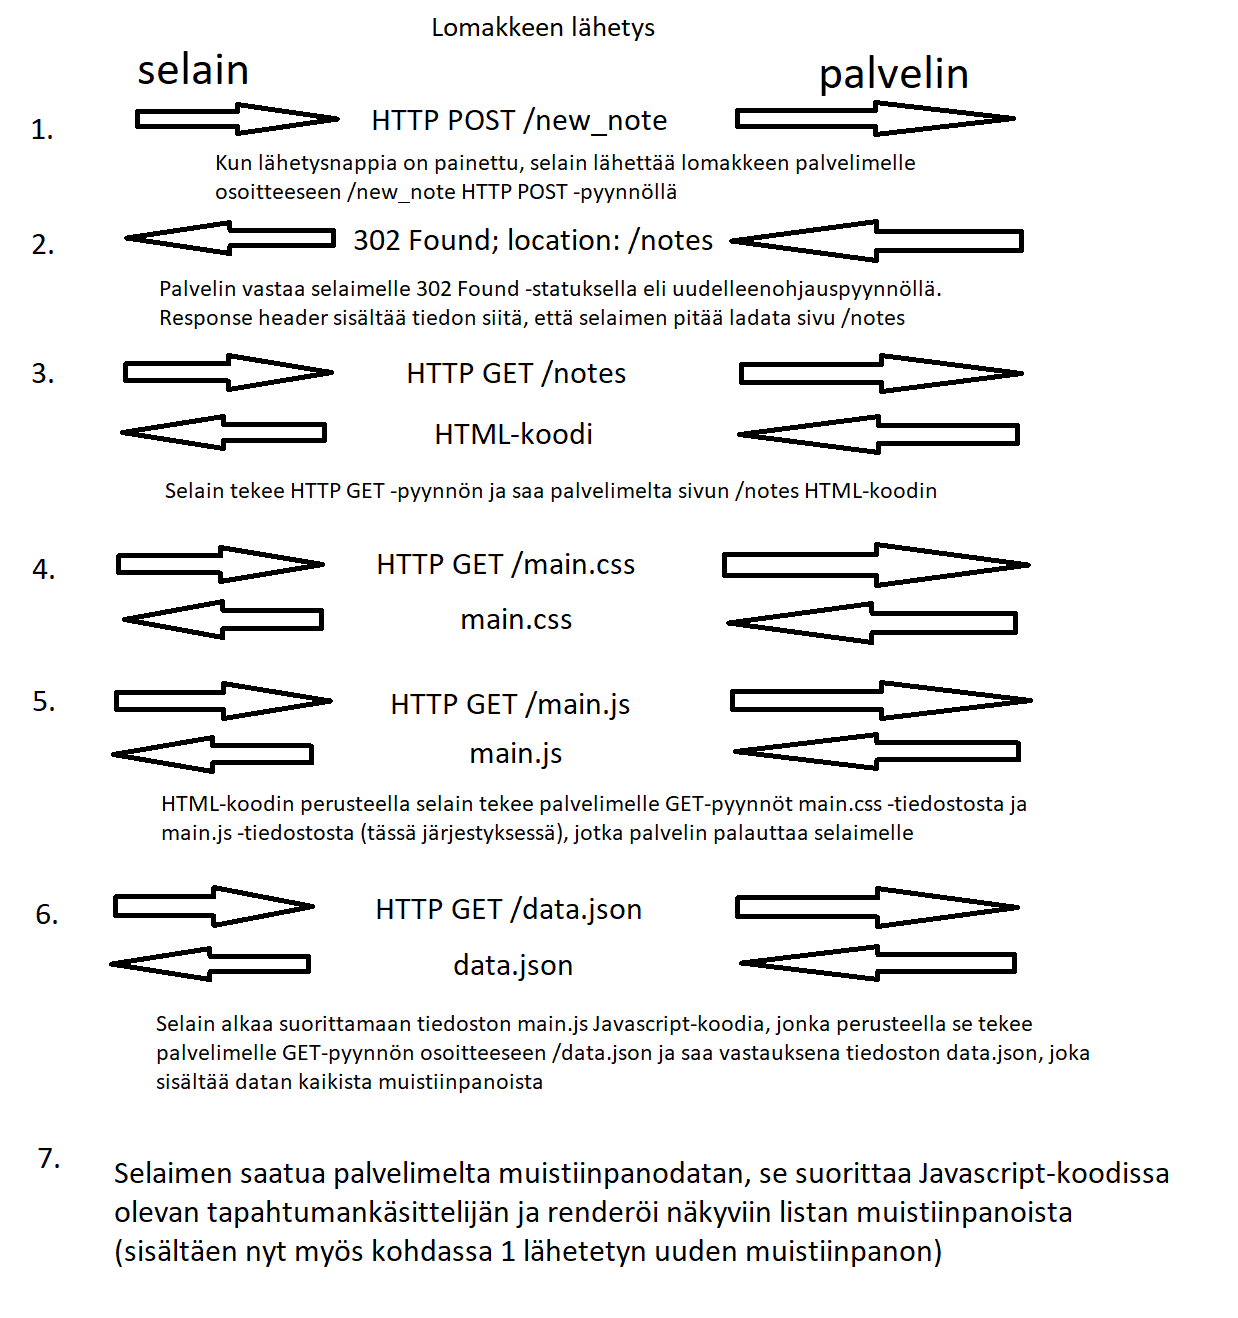 Lomakkeen lähetys
selain
palvelin
1.
HTTP POST /new_note
Kun lähetysnappia on painettu, selain lähettää lomakkeen palvelimelle
osoitteeseen /new_note HTTP POST -pyynnöllä
2.
302 Found; location: /notes
Palvelin vastaa selaimelle 302 Found -statuksella eli uudelleenohjauspyynnöllä.
Response header sisältää tiedon siitä, että selaimen pitää ladata sivu /notes
3.
HTTP GET /notes
HTML-koodi
Selain tekee HTTP GET -pyynnön ja saa palvelimelta sivun /notes HTML-koodin
4.
HTTP GET /main.css
main.css
5.
HTTP GET /main.js
main.js
HTML-koodin perusteella selain tekee palvelimelle GET-pyynnöt main.css -tiedostosta ja
main.js -tiedostosta (tässä järjestyksessä), jotka palvelin palauttaa selaimelle
6.
HTTP GET /data.json
data.json
Selain alkaa suorittamaan tiedoston main.js Javascript-koodia, jonka perusteella se tekee
palvelimelle GET-pyynnön osoitteeseen /data.json ja saa vastauksena tiedoston data.json, joka
sisältää datan kaikista muistiinpanoista
7.
Selaimen saatua palvelimelta muistiinpanodatan, se suorittaa Javascript-koodissa
olevan tapahtumankäsittelijän ja renderöi näkyviin listan muistiinpanoista
(sisältäen nyt myös kohdassa 1 lähetetyn uuden muistiinpanon)